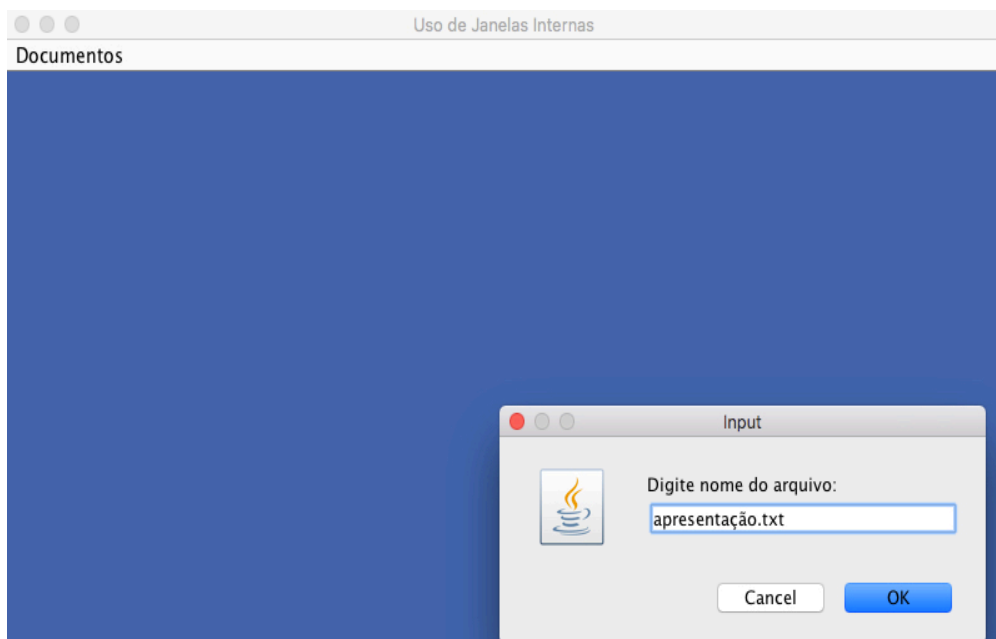 Uso de Janelas Internas
Documentos
Input
Digite nome do arquivo:
apresentação.txt
Cancel
OK